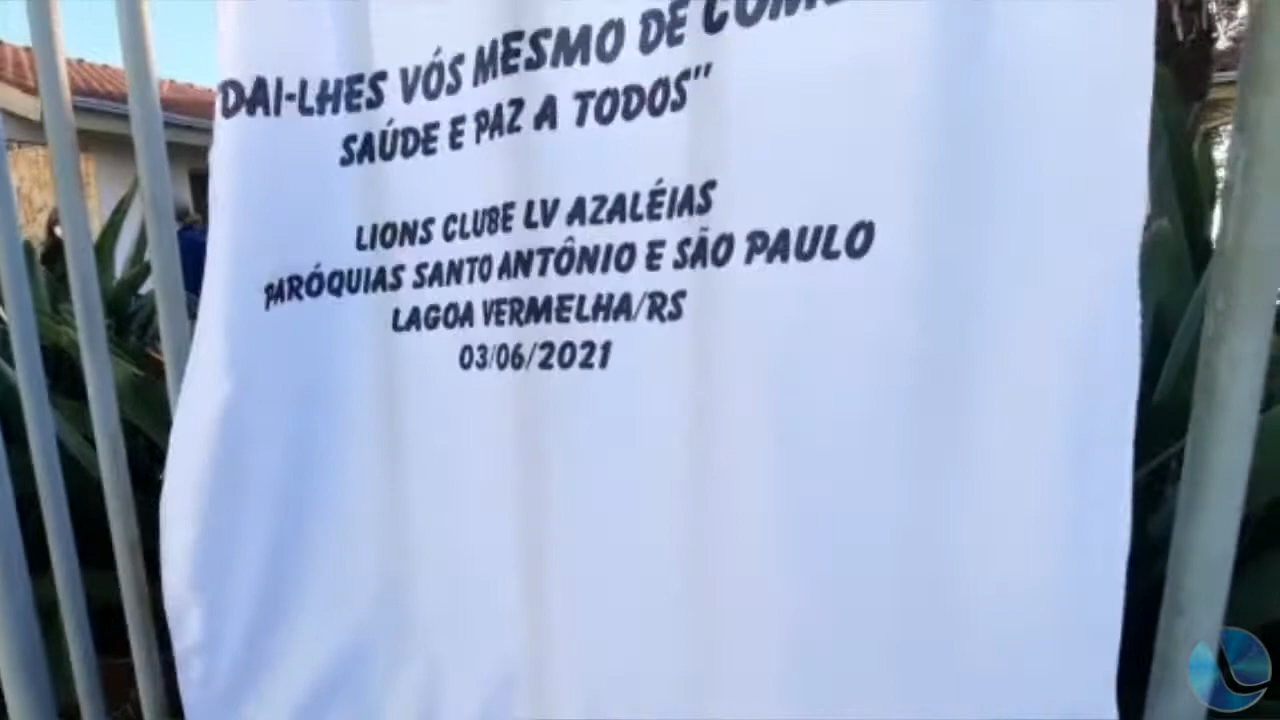 DAI-LHES VÓS MESMO DE
SAÚDE E PAZ A TODOS"
LIONS CLUBE LV AZALÉIAS
PARÓQUIAS SANTO ANTÔNIO E SÃO PAULO
LAGOA VERMELHA/RS
03/06/2021